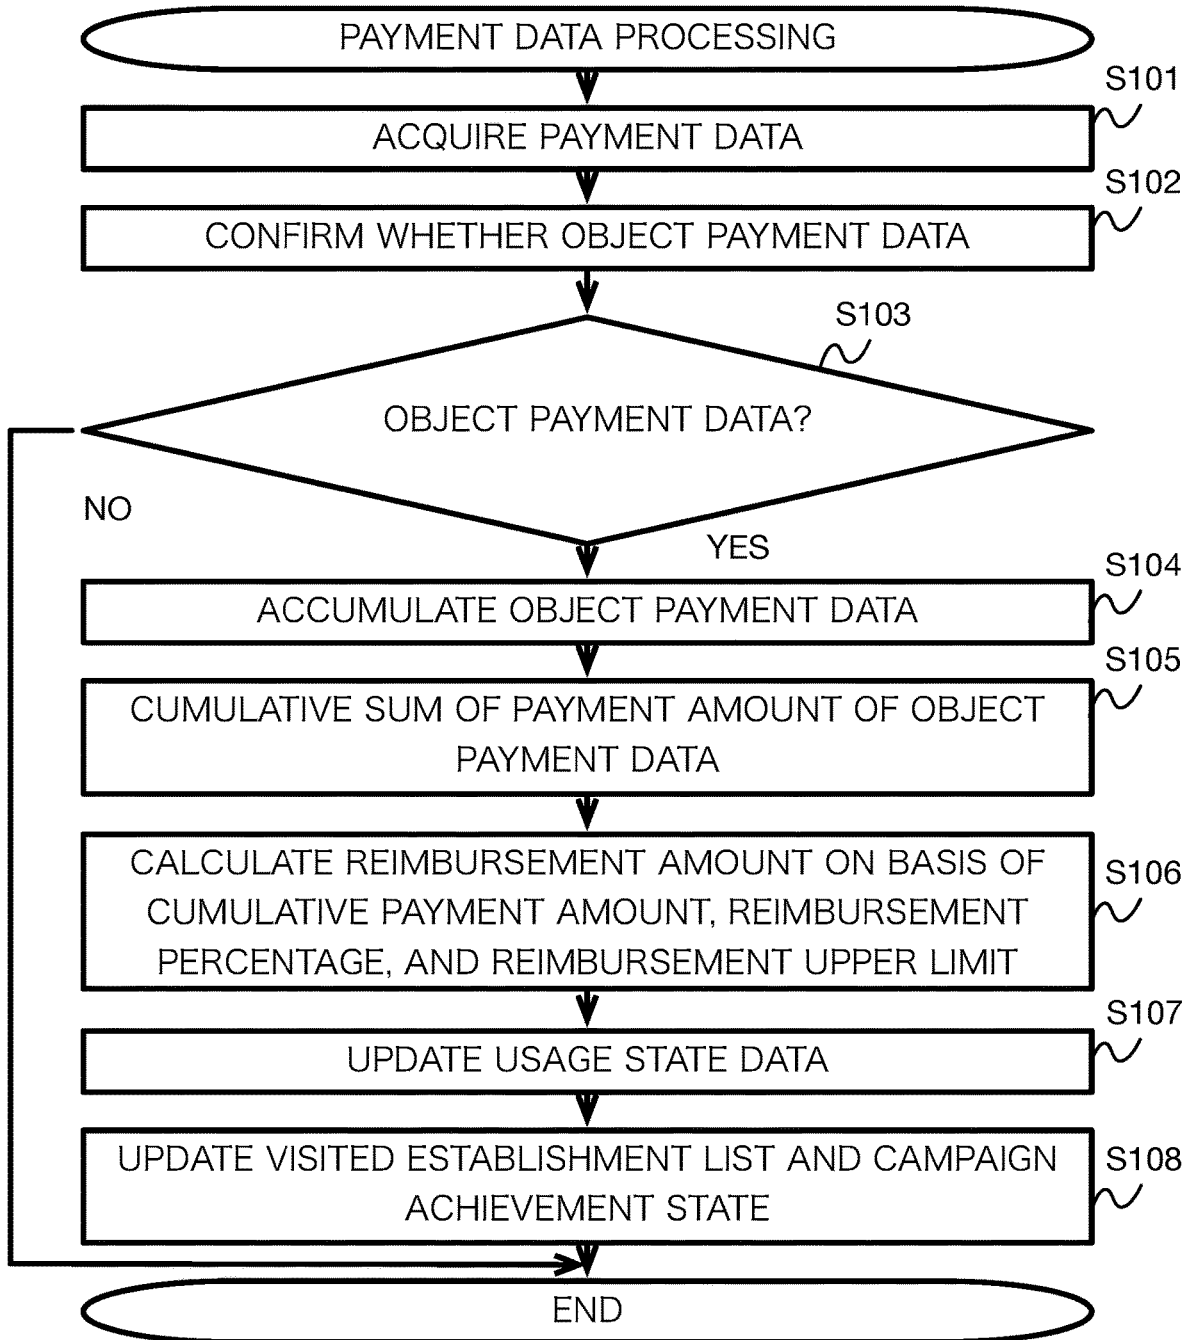 PAYMENT DATA PROCESSING
S101
ACQUIRE PAYMENT DATA
S102
CONFIRM WHETHER OBJECT PAYMENT DATA
S103
OBJECT PAYMENT DATA?
NO
YES
S104
ACCUMULATE OBJECT PAYMENT DATA
S105
CUMULATIVE SUM OF PAYMENT AMOUNT OF OBJECT
PAYMENT DATA
S106
CALCULATE REIMBURSEMENT AMOUNT ON BASIS OF
CUMULATIVE PAYMENT AMOUNT, REIMBURSEMENT
PERCENTAGE, AND REIMBURSEMENT UPPER LIMIT
S107
UPDATE USAGE STATE DATA
S108
UPDATE VISITED ESTABLISHMENT LIST AND CAMPAIGN
ACHIEVEMENT STATE
END